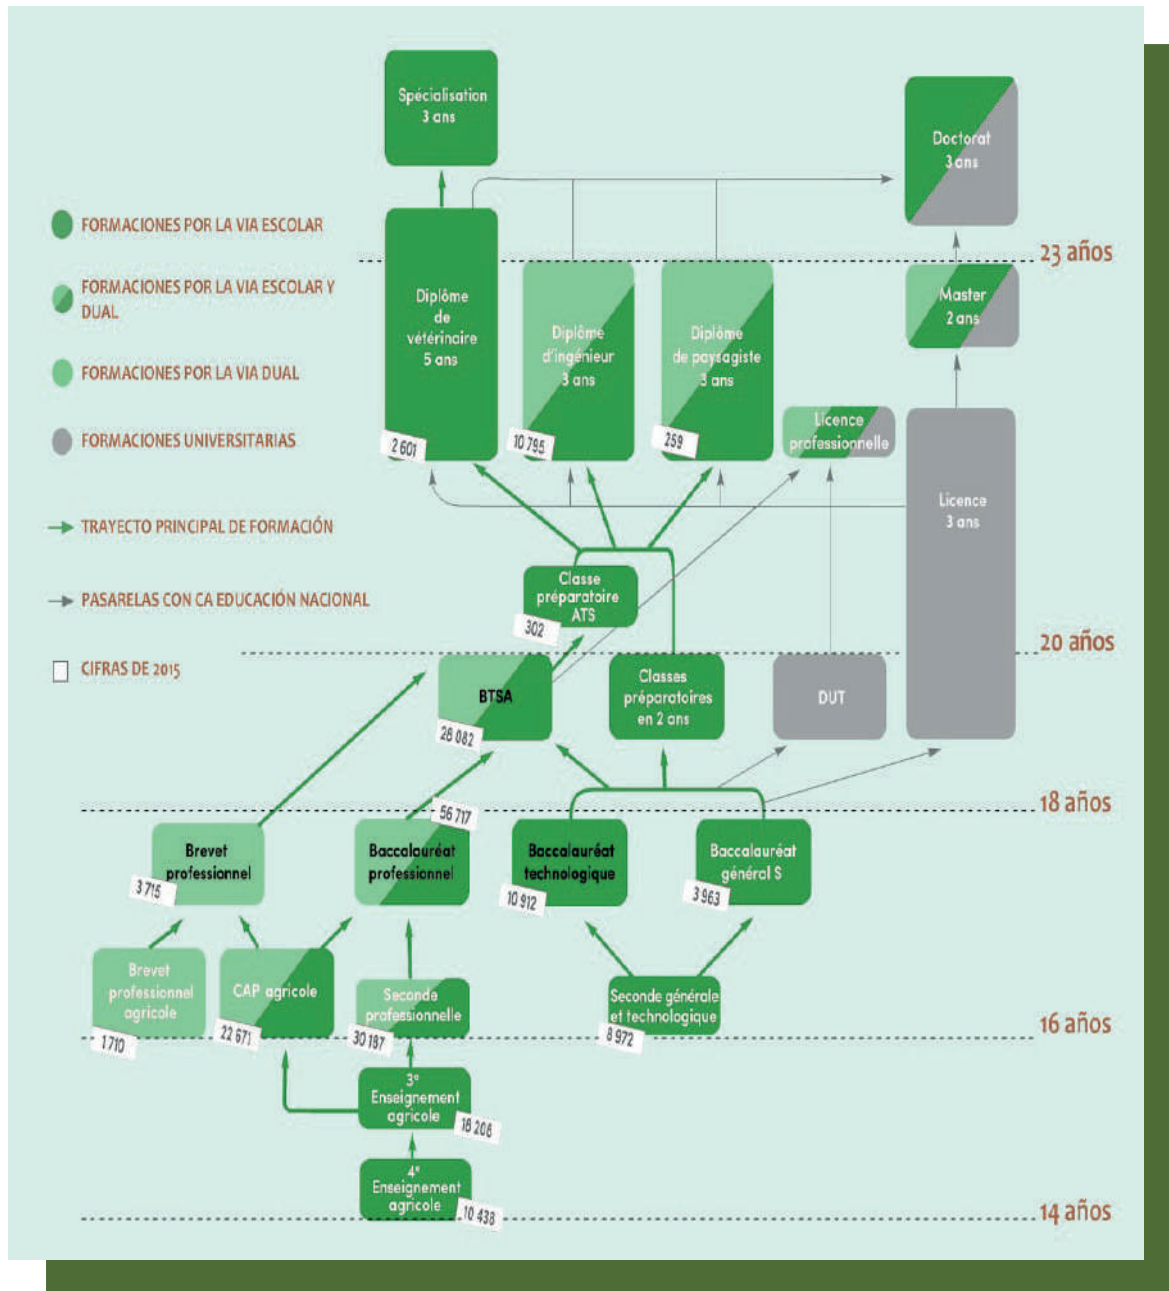 Spécialisation
3 ans
Doctorat
3 ans
FORMACIONES POR LA VIA ESCOLAR
FORMACIONES POR LA VIA ESCOLAR Y
DUAL
FORMACIONES POR LA VIA DUAL
FORMACIONES UNIVERSITARIAS
TRAYECTO PRINCIPAL DE FORMACIÓN
PASARELAS CON CA EDUCACIÓN NACIONAL
CIFRAS DE 2015
23 años
Diplôme
de
vétérinaire
5 ans
2 601
Diplôme
d'ingénieur
3 ans
10 795
Diplôme
de paysagiste
3 ans
259
Master
2 ans
Licence
professionnelle
Licence
3 ans
Classe
préparatoire
ATS
302
20 años
BTSA
28 082
Classes
préparatoires
en 2 ans
DUT
18 años
Brevet
professionnel
3 715
Baccalauréat
professionnel
56 717
Baccalauréat
technologique
10 912
Baccalauréat
général S
3 963
Brevet
professionnel
agricole
1 710
CAP agricole
22 671
Seconde
professionnelle
30 187
Seconde générale
et technologique
8 972
16 años
3e
Enseignement
agricole
18 206
4e
Enseignement
agricole
10 438
14 años